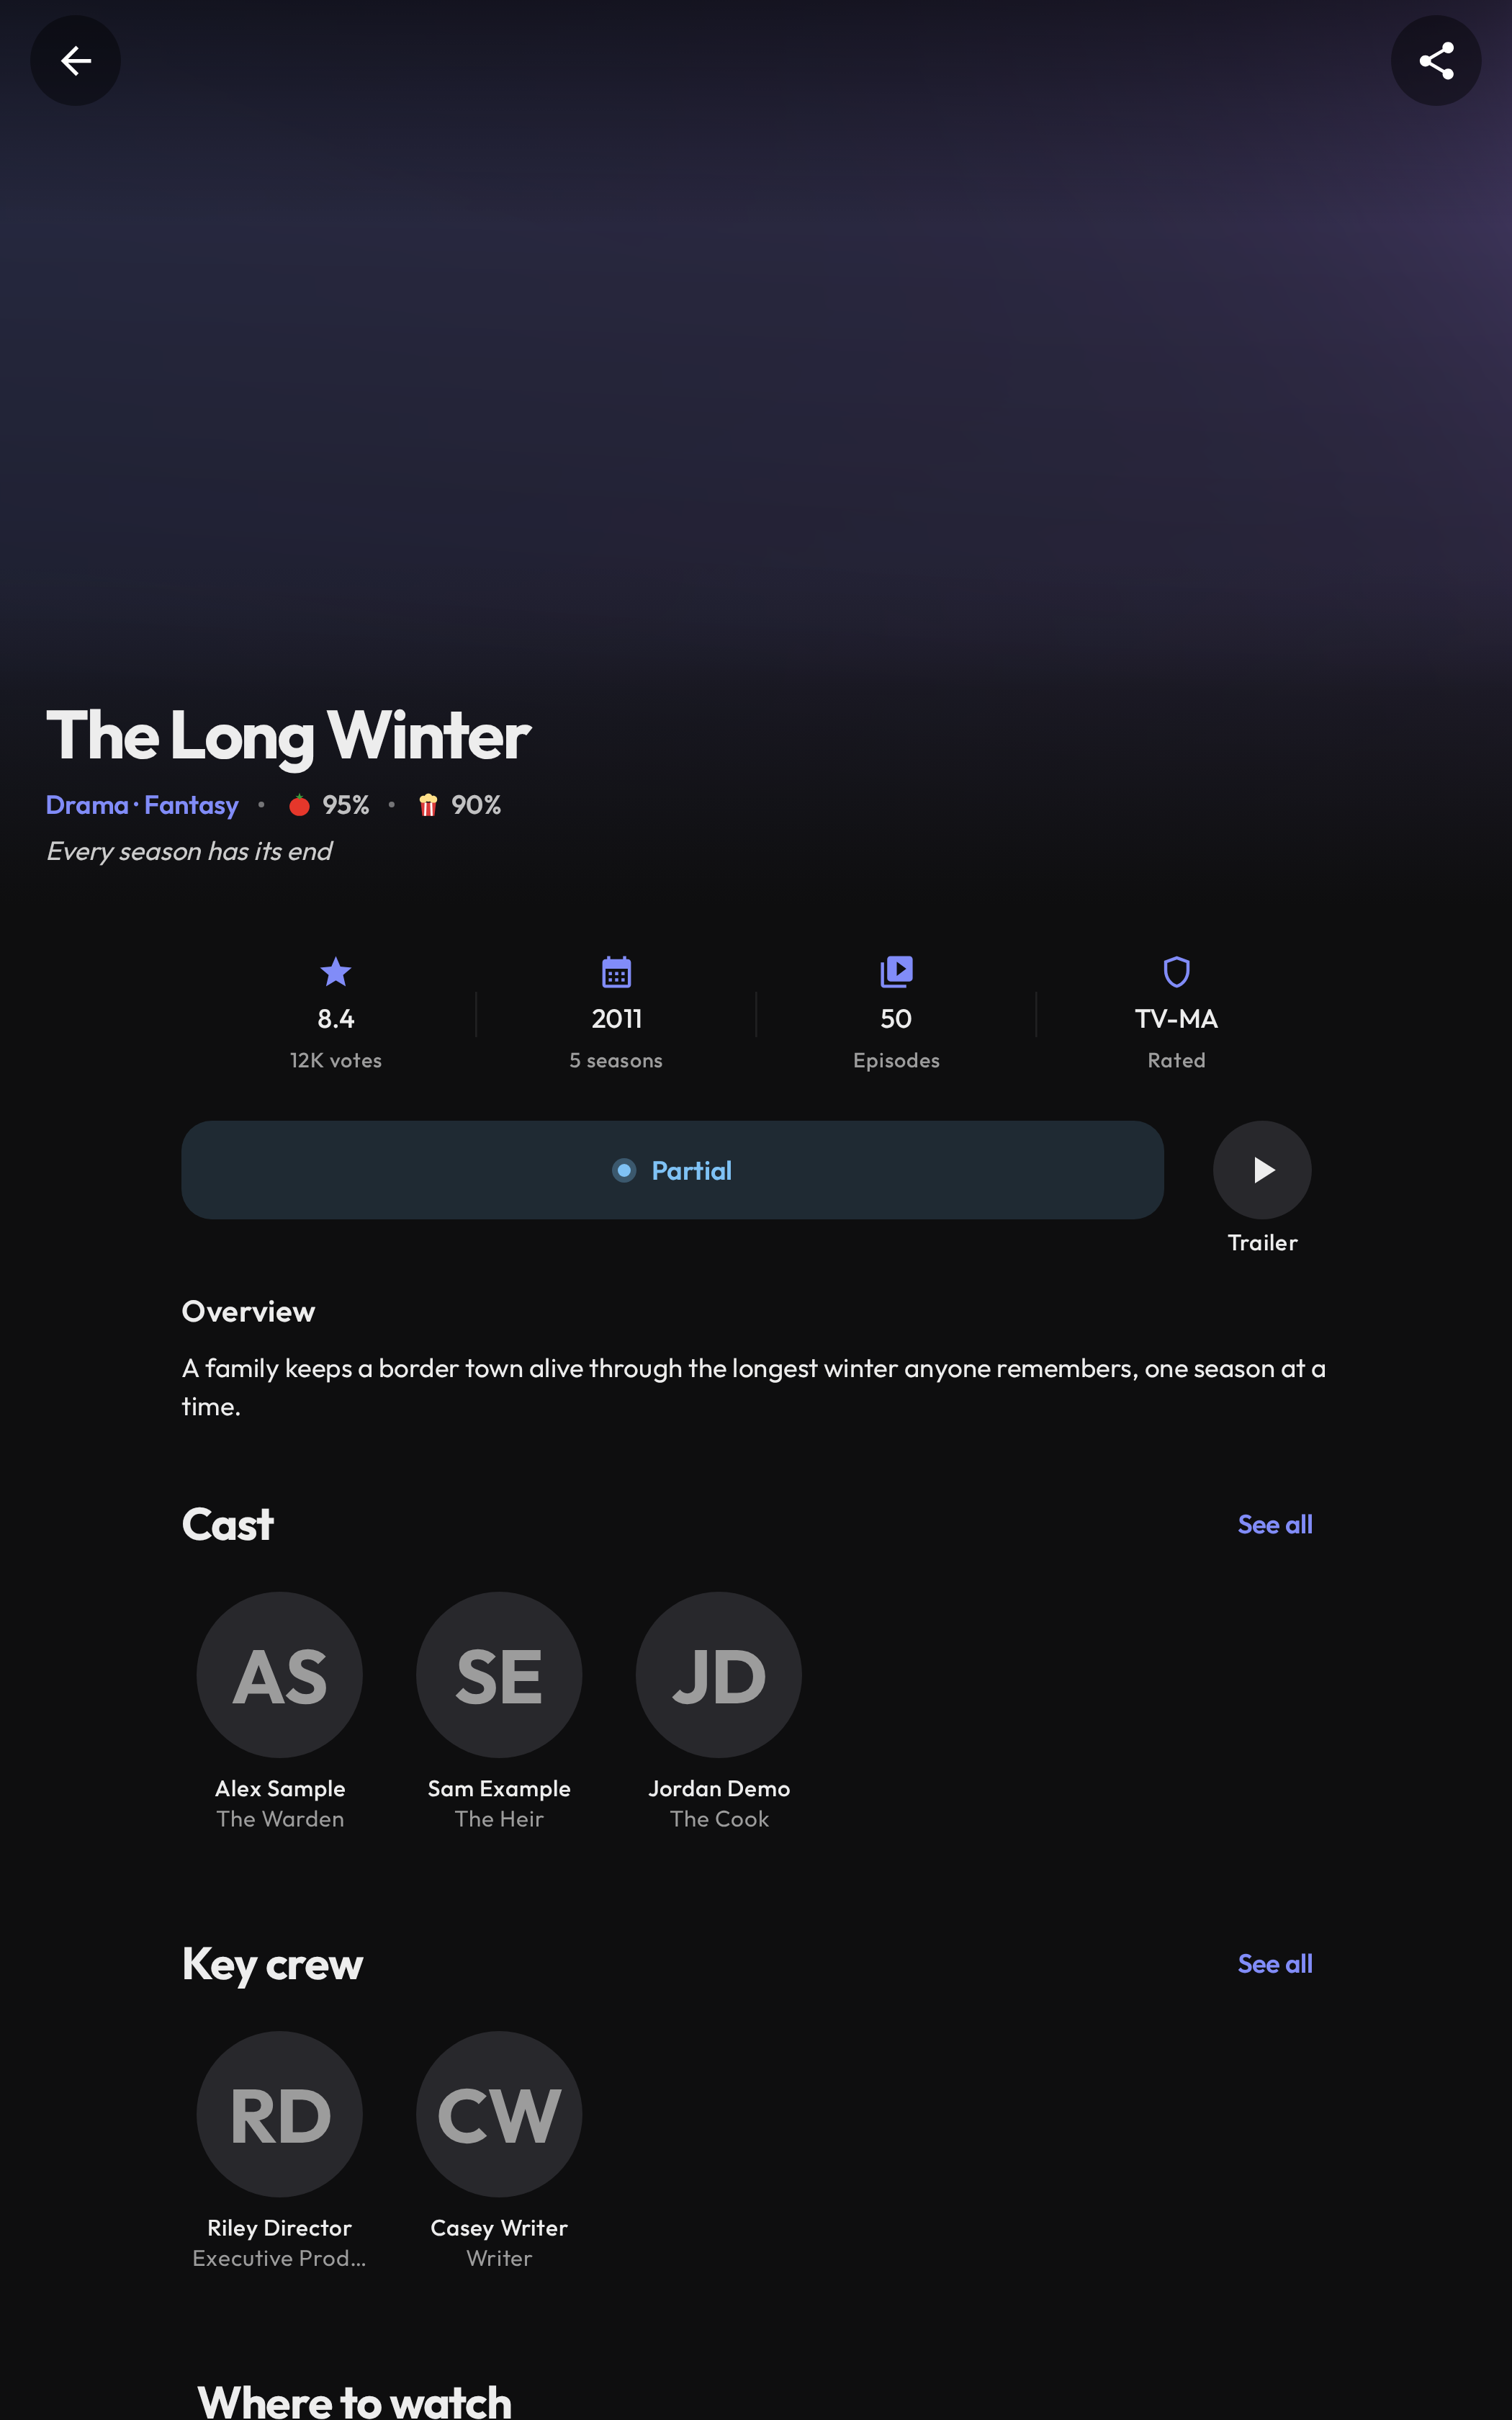 The Long Winter
Drama · Fantasy • 95% • 90%
Every season has its end
8.4 2011 50 TV-MA
12K votes 5 seasons Episodes Rated
Partial
Trailer
Overview
A family keeps a border town alive through the longest winter anyone remembers, one season at a
time.
Cast See all
AS SE JD
Alex Sample Sam Example Jordan Demo
The Warden The Heir The Cook
Key crew See all
RD CW
Riley Director Casey Writer
Executive Prod... Writer
Where to watch